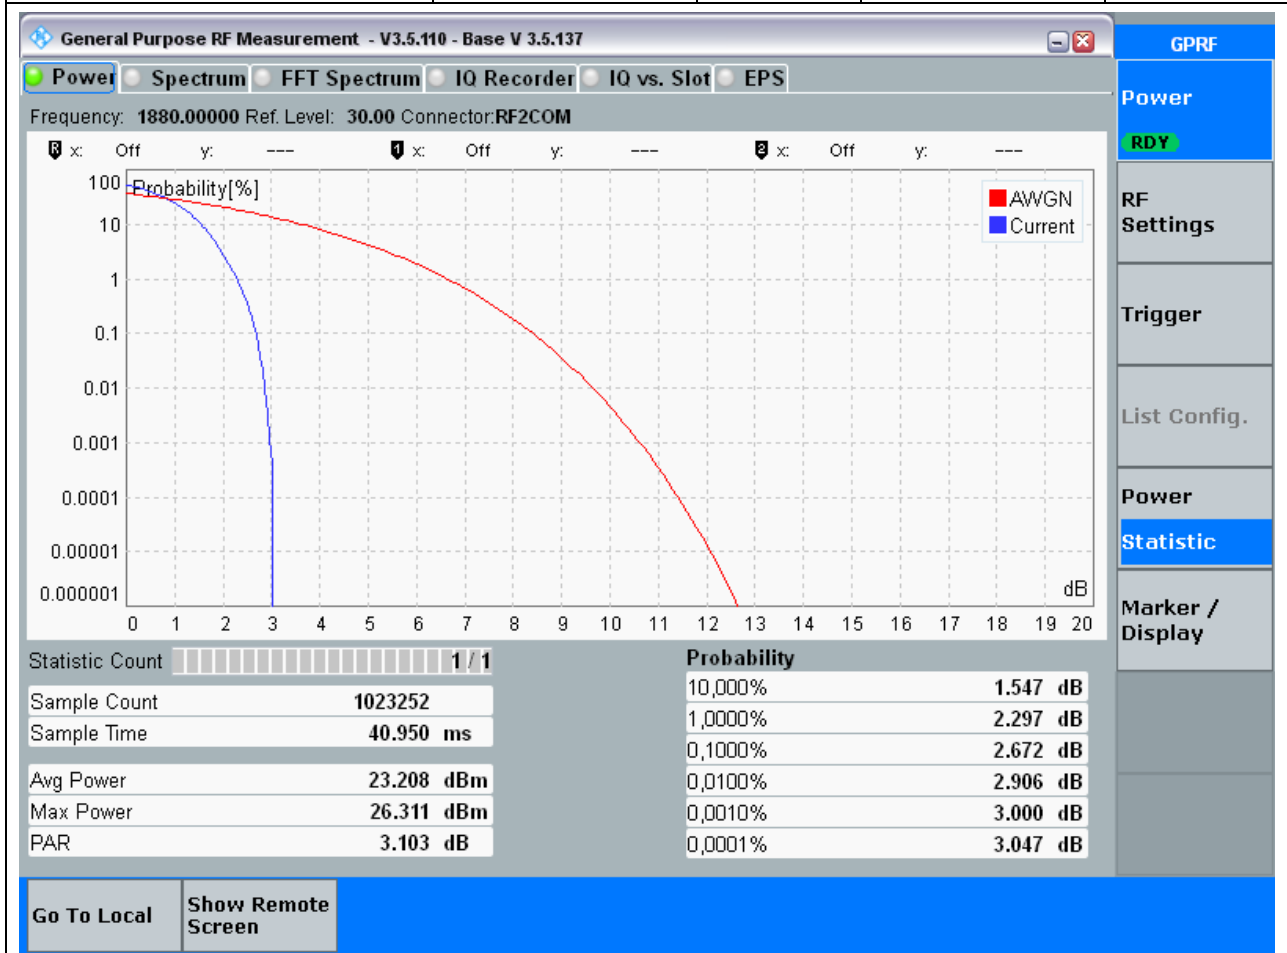 General Purpose RF Measurement - V3.5.110 - Base V 3.5.137
GPRF
Power Spectrum FFT Spectrum IQ Recorder IQ vs. Slot EPS
Frequency: 1880.00000 Ref. Level: 30.00 Connector:RF2COM
R x: Off y: --- 1 x: Off y: --- 2 x: Off y: ---
Probability[%]
100
10
1
0.1
0.01
0.001
0.0001
0.00001
0.000001
AWGN
Current
dB
0 1 2 3 4 5 6 7 8 9 10 11 12 13 14 15 16 17 18 19 20
Statistic Count 1 / 1
Sample Count 1023252
Sample Time 40.950 ms
Avg Power 23.208 dBm
Max Power 26.311 dBm
PAR 3.103 dB
Probability
10,000% 1.547 dB
1,0000% 2.297 dB
0,1000% 2.672 dB
0,0100% 2.906 dB
0,0010% 3.000 dB
0,0001% 3.047 dB
Power
RDY
RF
Settings
Trigger
List Config.
Power
Statistic
Marker /
Display
Go To Local
Show Remote
Screen